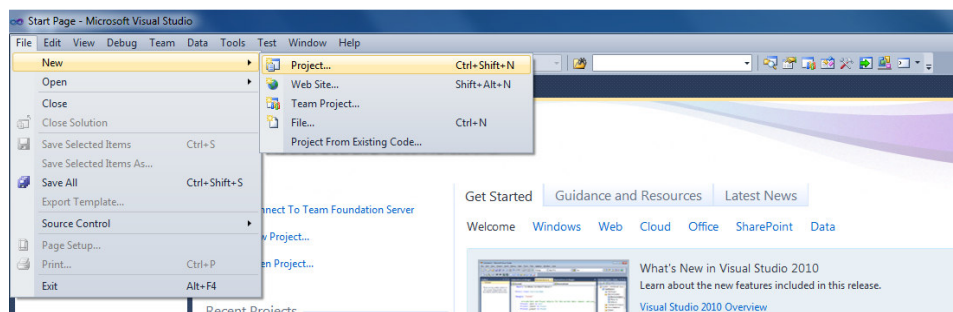 Start Page - Microsoft Visual Studio
File Edit View Debug Team Data Tools Test Window Help
New
Open
Close
Close Solution
Save Selected Items Ctrl+S
Save Selected Items As...
Save All Ctrl+Shift+S
Export Template...
Source Control
Page Setup...
Print... Ctrl+P
Exit Alt+F4
Project... Ctrl+Shift+N
Web Site... Shift+Alt+N
Team Project...
File... Ctrl+N
Project From Existing Code...
nnect To Team Foundation Server
w Project...
en Project...
Recent Projects
Get Started Guidance and Resources Latest News
Welcome Windows Web Cloud Office SharePoint Data
What's New in Visual Studio 2010
Learn about the new features included in this release.
Visual Studio 2010 Overview